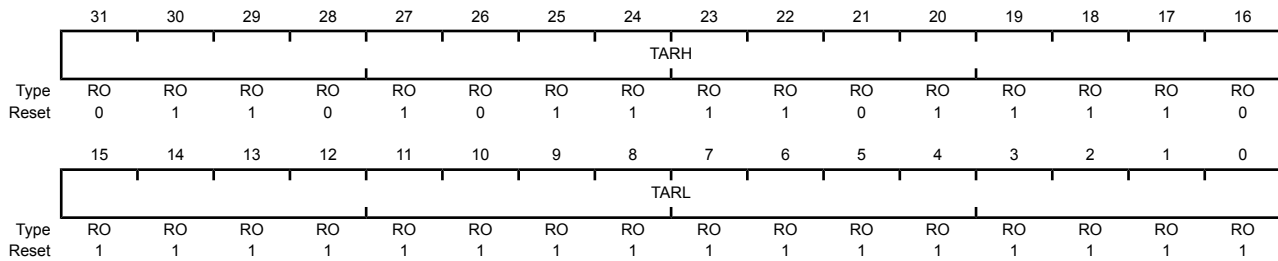 31 30 29 28 27 26 25 24 23 22 21 20 19 18 17 16
TARH
Type RO RO RO RO RO RO RO RO RO RO RO RO RO RO RO RO
Reset 0 1 1 0 1 0 1 1 1 1 0 1 1 1 1 0
15 14 13 12 11 10 9 8 7 6 5 4 3 2 1 0
TARL
Type RO RO RO RO RO RO RO RO RO RO RO RO RO RO RO RO
Reset 1 1 1 1 1 1 1 1 1 1 1 1 1 1 1 1